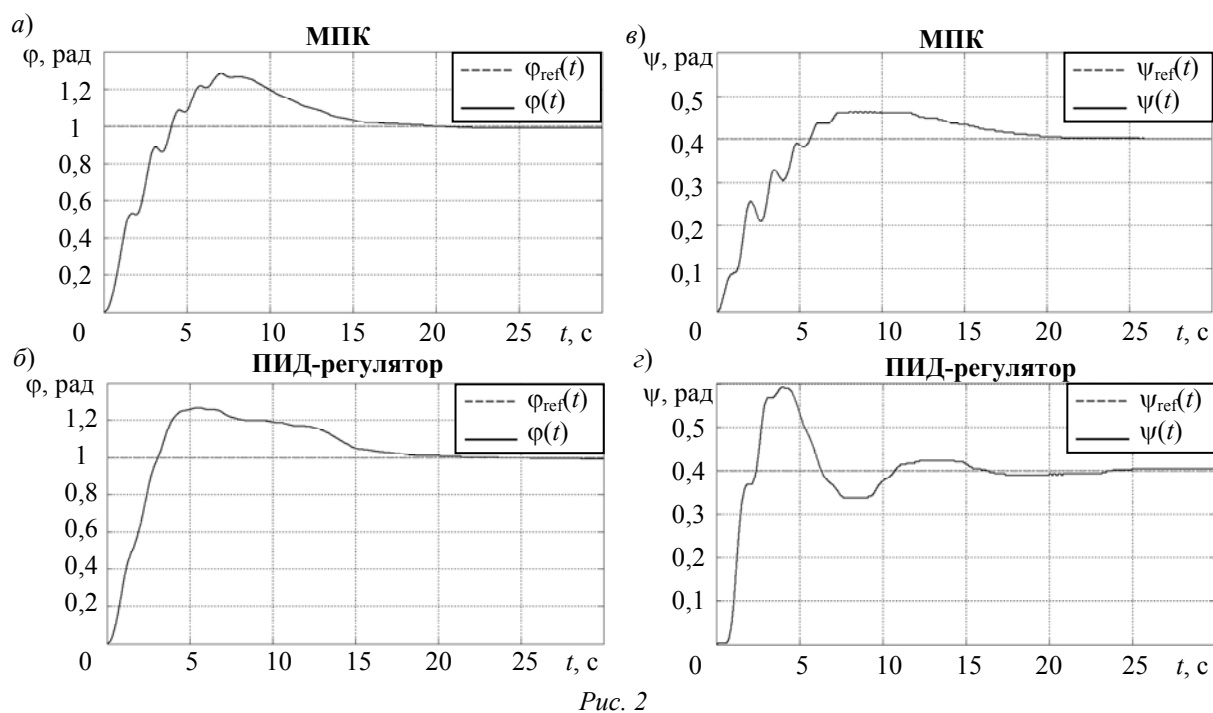 а)
МПК
φ, рад
φref(t)
φ(t)
1,2
1
0,8
0,6
0,4
0,2
0
5
10
15
20
25
t, с
в)
МПК
ψ, рад
ψref(t)
ψ(t)
0,5
0,4
0,3
0,2
0,1
0
5
10
15
20
25
t, с
б)
ПИД-регулятор
φ, рад
φref(t)
φ(t)
1,2
1
0,8
0,6
0,4
0,2
0
5
10
15
20
25
t, с
г)
ПИД-регулятор
ψ, рад
ψref(t)
ψ(t)
0,5
0,4
0,3
0,2
0,1
0
5
10
15
20
25
t, с
Рис. 2